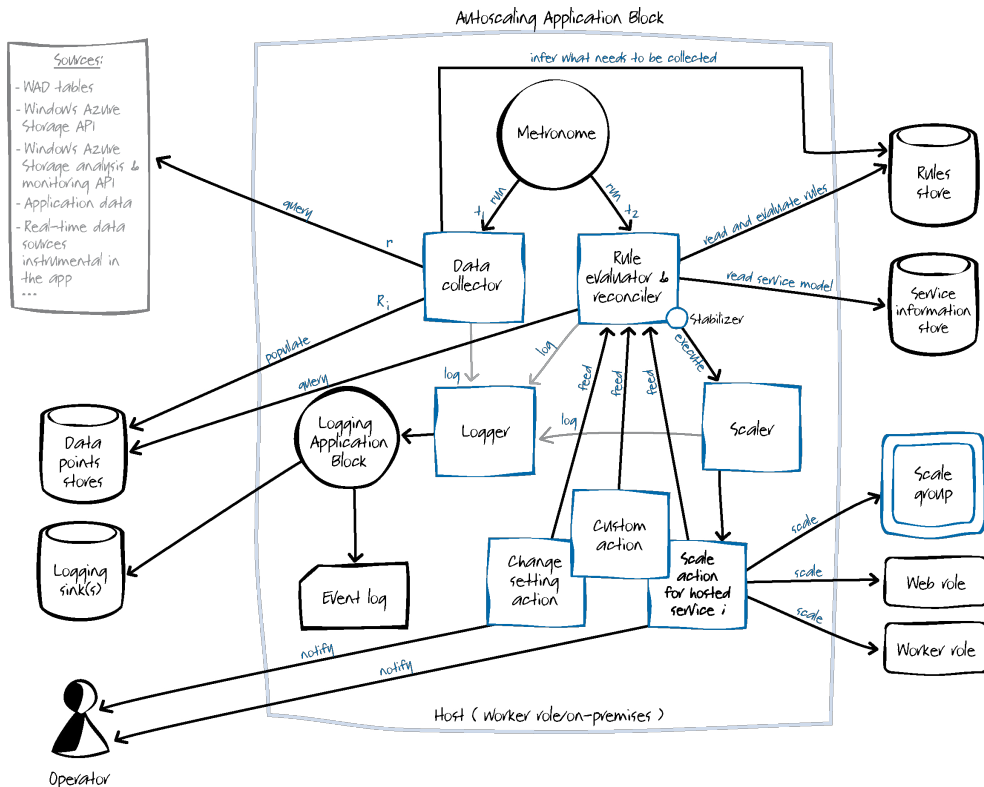 Autoscaling Application Block
Sources:
- WAD tables
- Windows Azure
Storage API
- Windows Azure
Storage analysis &
monitoring API
- Application data
- Real-time data
sources
instrumental in
the app
...
infer what needs to be collected
Metronome
run
t1
run
t2
Rules
store
query
r
read and evaluate rules
Data
collector
Rule
evaluator &
reconciler
read service model
Service
information
store
Ri
populate
Stabilizer
query
log
log
execute
feed
feed
feed
Data
points
stores
Logging
Application
Block
Logger
log
Scaler
Scale
group
scale
Custom
action
Logging
sink(s)
Event log
Change
setting
action
Scale
action
for hosted
service i
scale
Web role
scale
Worker role
notify
notify
Host ( Worker role/on-premises )
Operator